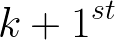 k + 1^{st}